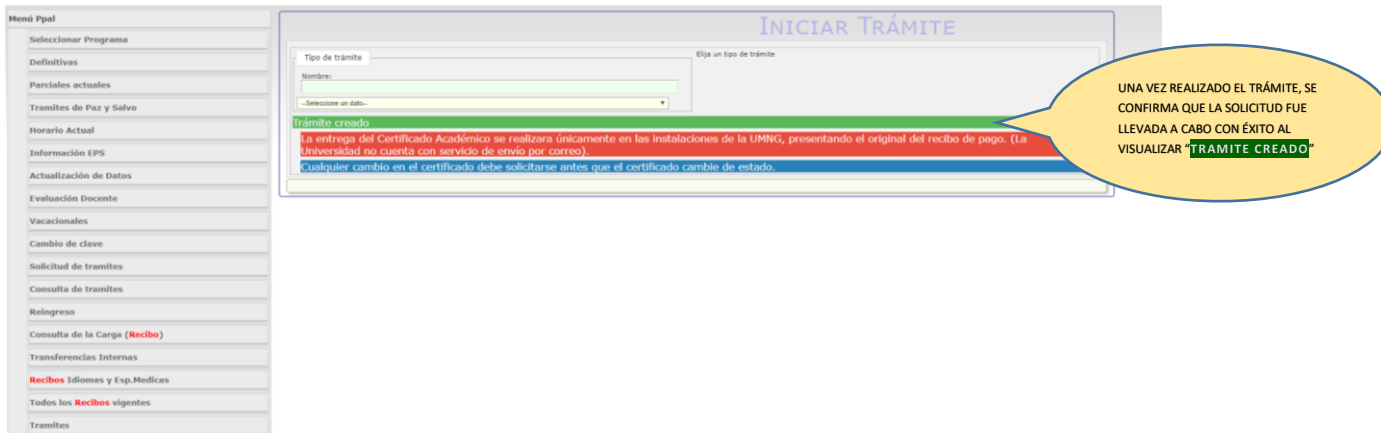 Menú Ppal
Seleccionar Programa
Definitivas
Parciales actuales
Tramites de Paz y Salvo
Horario Actual
Información EPS
Actualización de Datos
Evaluación Docente
Vacacionales
Cambio de clave
Solicitud de tramites
Consulta de tramites
Reingreso
Consulta de la Carga (Recibo)
Transferencias Internas
Recibos Idiomas y Esp.Medicas
Todos los Recibos vigentes
Tramites
INICIAR TRÁMITE
Tipo de trámite
Nombre:
--Seleccione un dato--
Elija un tipo de trámite
Trámite creado
La entrega del Certificado Académico se realizara únicamente en las instalaciones de la UMNG, presentando el original del recibo de pago. (La
Universidad no cuenta con servicio de envío por correo).
Cualquier cambio en el certificado debe solicitarse antes que el certificado cambie de estado.
UNA VEZ REALIZADO EL TRÁMITE, SE
CONFIRMA QUE LA SOLICITUD FUE
LLEVADA A CABO CON ÉXITO AL
VISUALIZAR “TRAMITE CREADO”